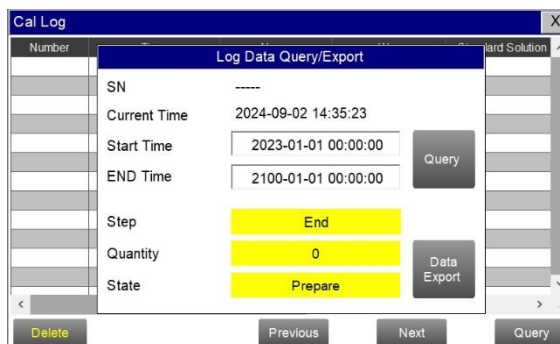 Cal Log X
Number Standard Solution
Log Data Query/Export
SN -----
Current Time 2024-09-02 14:35:23
Start Time 2023-01-01 00:00:00
Query
END Time 2100-01-01 00:00:00
Step End
Quantity 0
Data
Export
State Prepare
Delete Previous Next Query